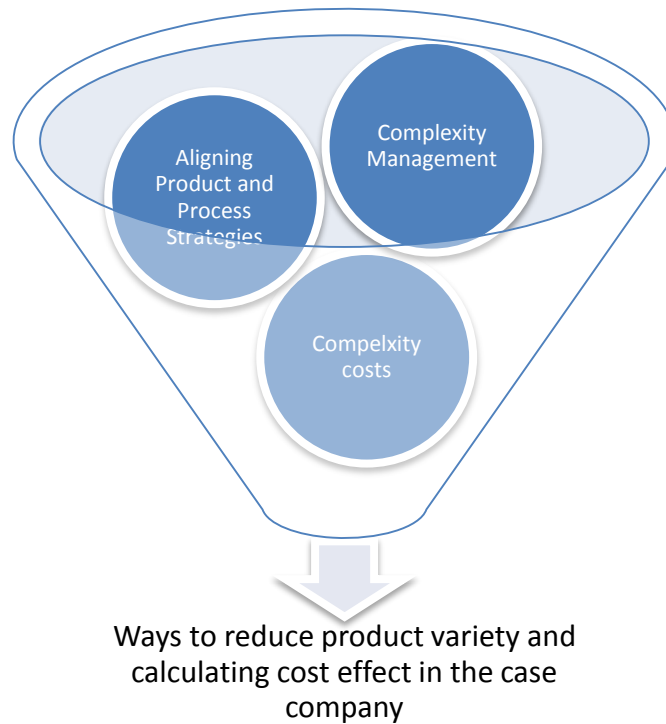 Complexity
Management
Aligning
Product and
Process
Strategies
Compelxity
costs
Ways to reduce product variety and
calculating cost effect in the case
company